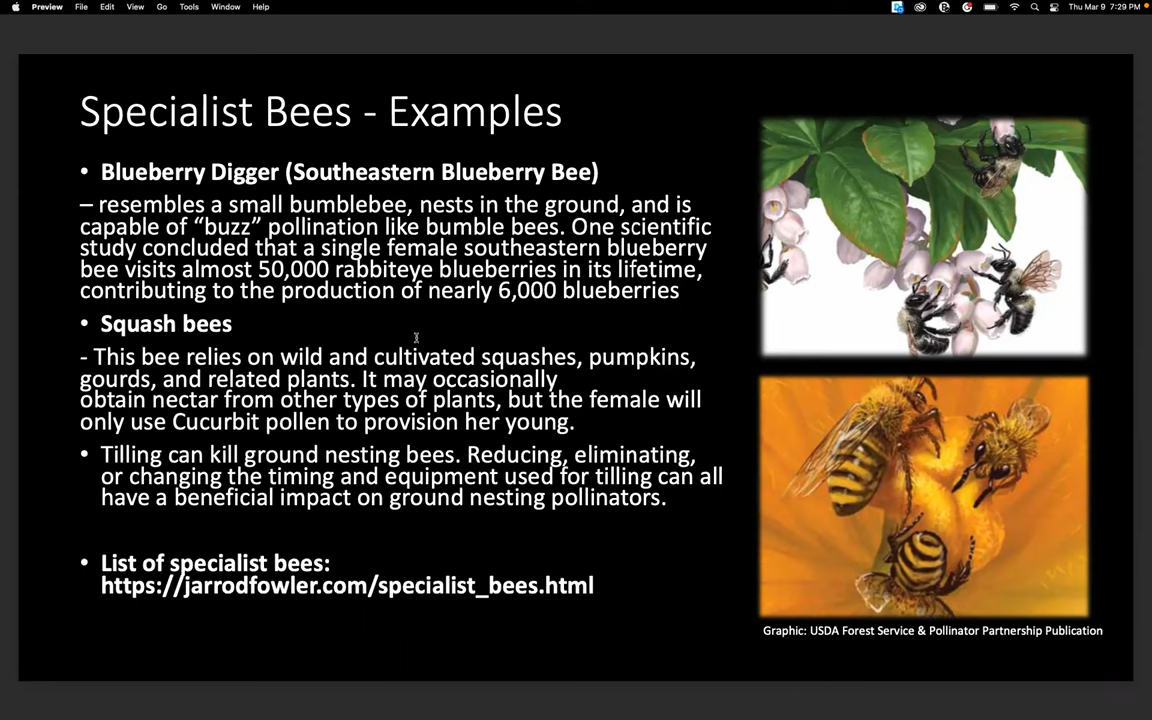 Preview File Edit View Go Tools Window Help Thu Mar 9 7:29 PM
Specialist Bees - Examples
• Blueberry Digger (Southeastern Blueberry Bee)
– resembles a small bumblebee, nests in the ground, and is
capable of “buzz” pollination like bumble bees. One scientific
study concluded that a single female southeastern blueberry
bee visits almost 50,000 rabbiteye blueberries in its lifetime,
contributing to the production of nearly 6,000 blueberries
• Squash bees
- This bee relies on wild and cultivated squashes, pumpkins,
gourds, and related plants. It may occasionally
obtain nectar from other types of plants, but the female will
only use Cucurbit pollen to provision her young.
• Tilling can kill ground nesting bees. Reducing, eliminating,
or changing the timing and equipment used for tilling can all
have a beneficial impact on ground nesting pollinators.
• List of specialist bees:
https://jarrodfowler.com/specialist_bees.html
Graphic: USDA Forest Service & Pollinator Partnership Publication